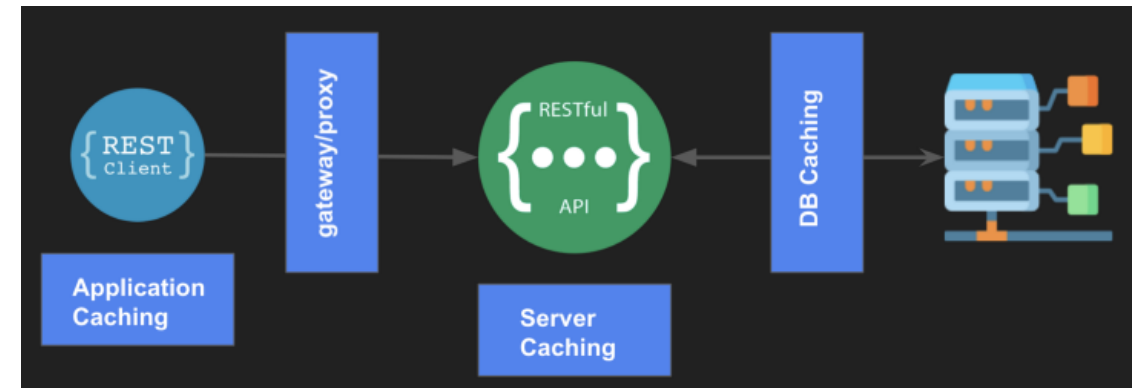 {REST
Client}
Application
Caching
gateway/proxy
RESTful
{•••}
API
Server
Caching
DB Caching